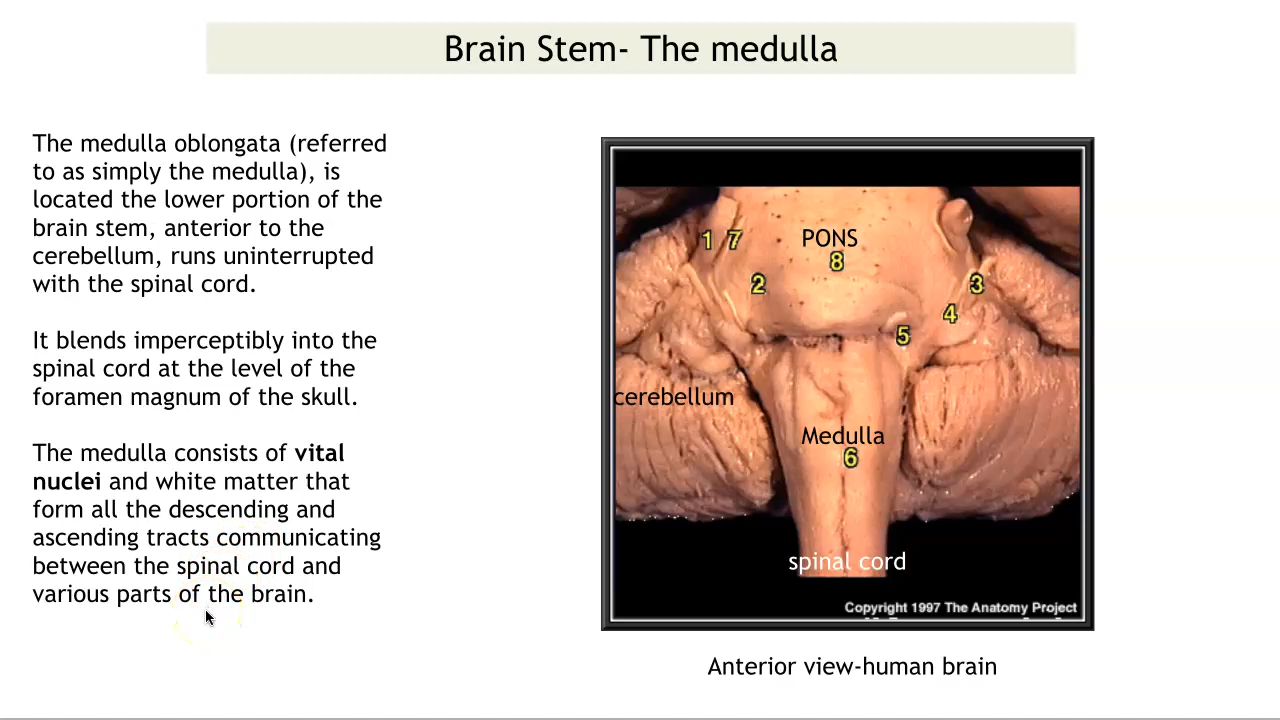 Brain Stem- The medulla
The medulla oblongata (referred
to as simply the medulla), is
located the lower portion of the
brain stem, anterior to the
cerebellum, runs uninterrupted
with the spinal cord.
It blends imperceptibly into the
spinal cord at the level of the
foramen magnum of the skull.
The medulla consists of vital
nuclei and white matter that
form all the descending and
ascending tracts communicating
between the spinal cord and
various parts of the brain.
1 7 PONS
8
2 3
4
5
cerebellum
Medulla
6
spinal cord
Copyright 1997 The Anatomy Project
Anterior view-human brain